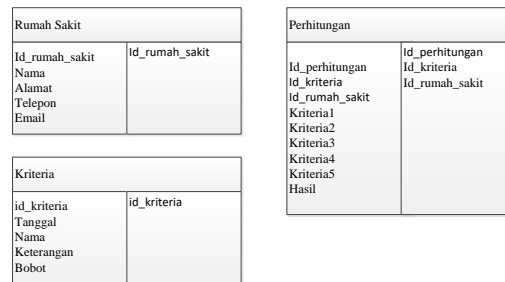 Rumah Sakit
Id_rumah_sakit
Nama
Alamat
Telepon
Email
Id_rumah_sakit
Kriteria
id_kriteria
Tanggal
Nama
Keterangan
Bobot
id_kriteria
Perhitungan
Id_perhitungan
Id_kriteria
Id_rumah_sakit
Kriteria1
Kriteria2
Kriteria3
Kriteria4
Kriteria5
Hasil
Id_perhitungan
Id_kriteria
Id_rumah_sakit